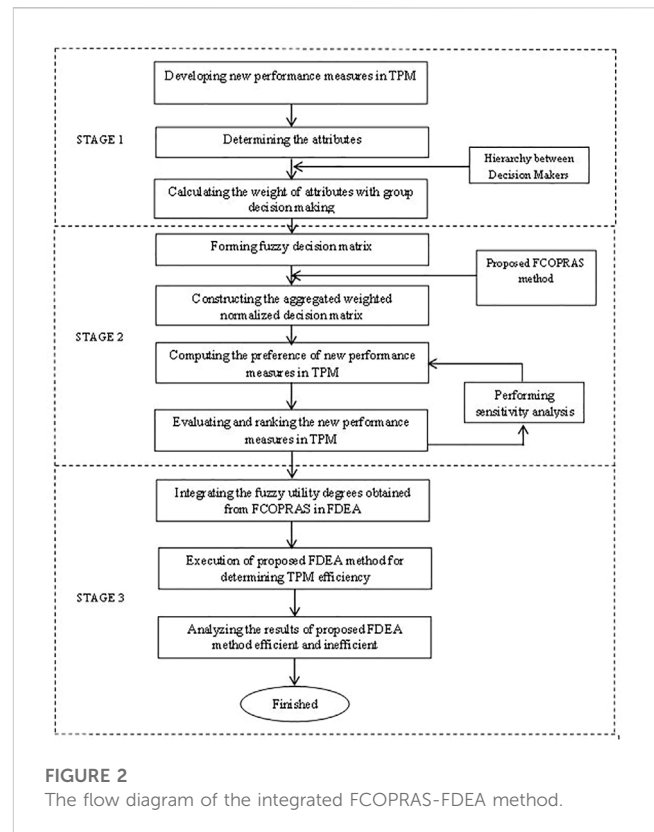 Developing new performance measures in TPM
STAGE 1
Determining the attributes
Hierarchy between
Decision Makers
Calculating the weight of attributes with group
decision making
Forming fuzzy decision matrix
Proposed FCOPRAS
method
Constructing the aggregated weighted
normalized decision matrix
STAGE 2
Computing the preference of new performance
measures in TPM
Performing
sensitivity analysis
Evaluating and ranking the new performance
measures in TPM
Integrating the fuzzy utility degrees obtained
from FCOPRAS in FDEA
Execution of proposed FDEA method for
determining TPM efficiency
STAGE 3
Analyzing the results of proposed FDEA
method efficient and inefficient
Finished
FIGURE 2
The flow diagram of the integrated FCOPRAS-FDEA method.